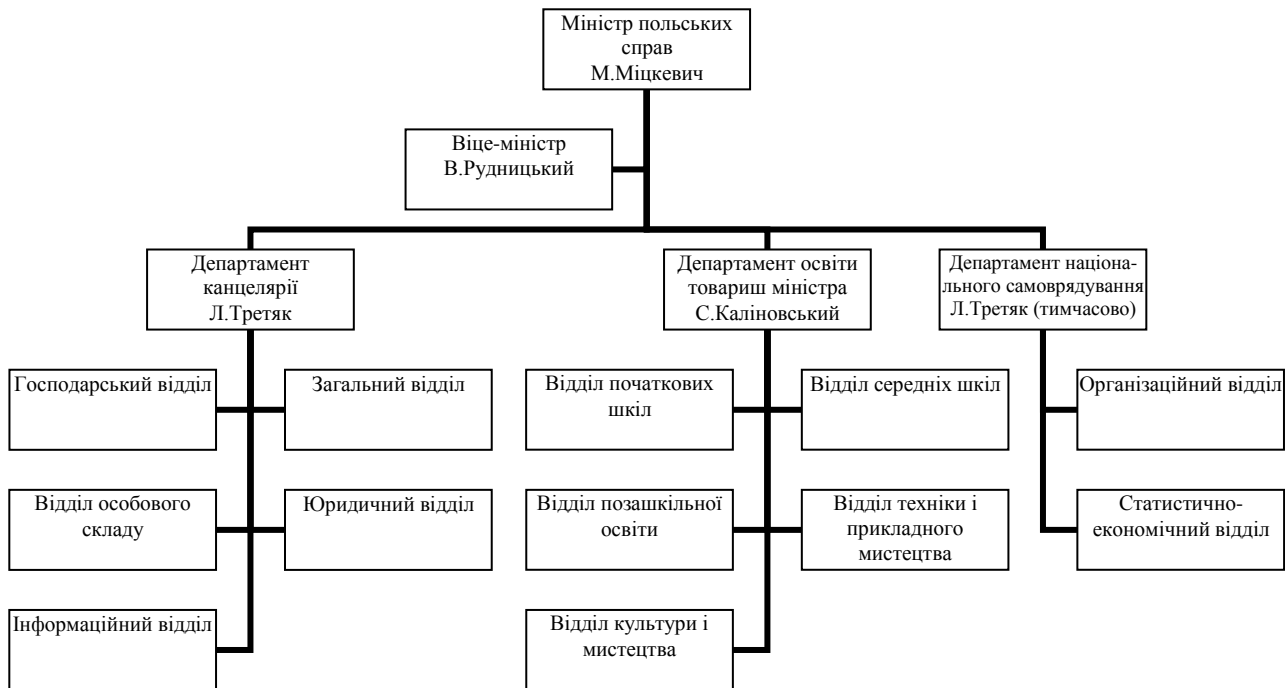 Міністр польських
справ
М.Міцкевич
Віце-міністр
В.Рудницький
Департамент
канцелярії
Л.Третяк
Департамент освіти
товариш міністра
С.Каліновський
Департамент націона-
льного самоврядування
Л.Третяк (тимчасово)
Господарський відділ
Загальний відділ
Відділ початкових
шкіл
Відділ середніх шкіл
Організаційний відділ
Відділ особового
складу
Юридичний відділ
Відділ позашкільної
освіти
Відділ техніки і
прикладного
мистецтва
Статистично-
економічний відділ
Інформаційний відділ
Відділ культури і
мистецтва